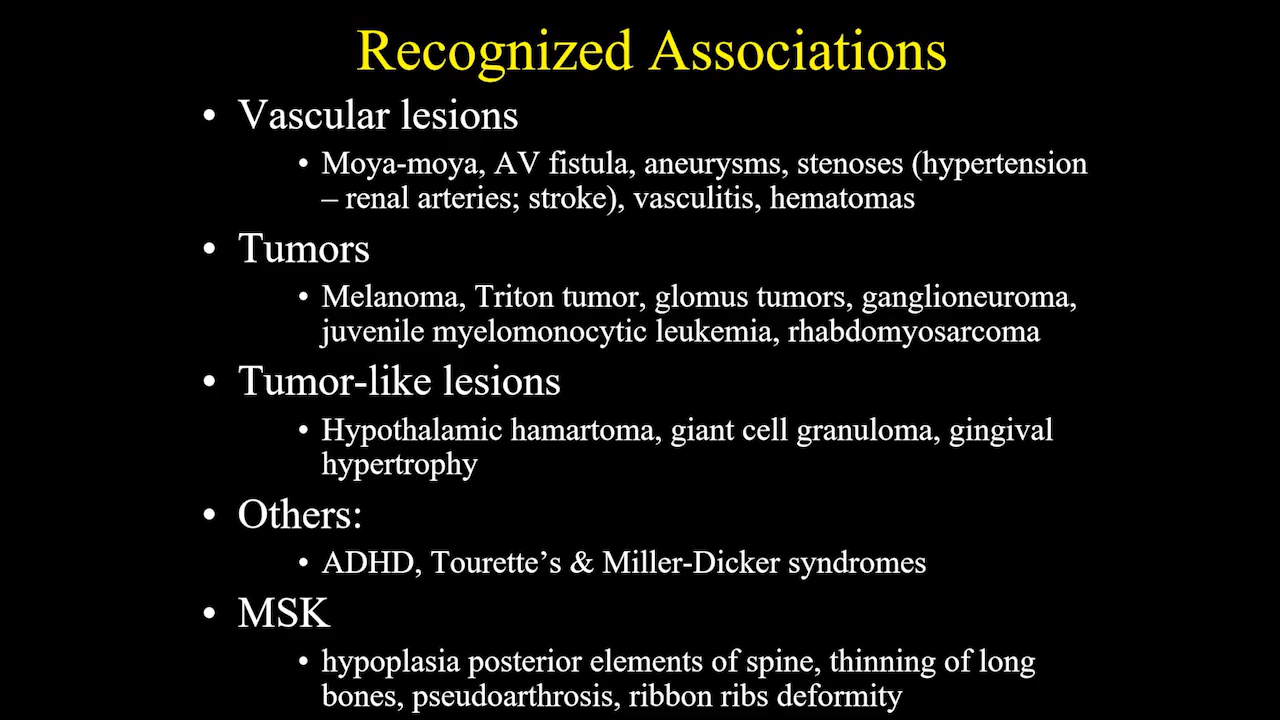 Recognized Associations
• Vascular lesions
• Moya-moya, AV fistula, aneurysms, stenoses (hypertension
– renal arteries; stroke), vasculitis, hematomas
• Tumors
• Melanoma, Triton tumor, glomus tumors, ganglioneuroma,
juvenile myelomonocytic leukemia, rhabdomyosarcoma
• Tumor-like lesions
• Hypothalamic hamartoma, giant cell granuloma, gingival
hypertrophy
• Others:
• ADHD, Tourette’s & Miller-Dicker syndromes
• MSK
• hypoplasia posterior elements of spine, thinning of long
bones, pseudoarthrosis, ribbon ribs deformity